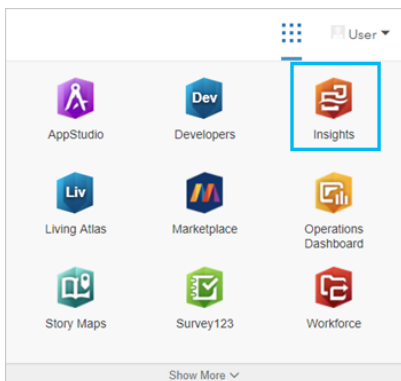 User
AppStudio
Dev
Developers
Insights
Liv
Living Atlas
Marketplace
Operations
Dashboard
Story Maps
Survey123
Workforce
Show More